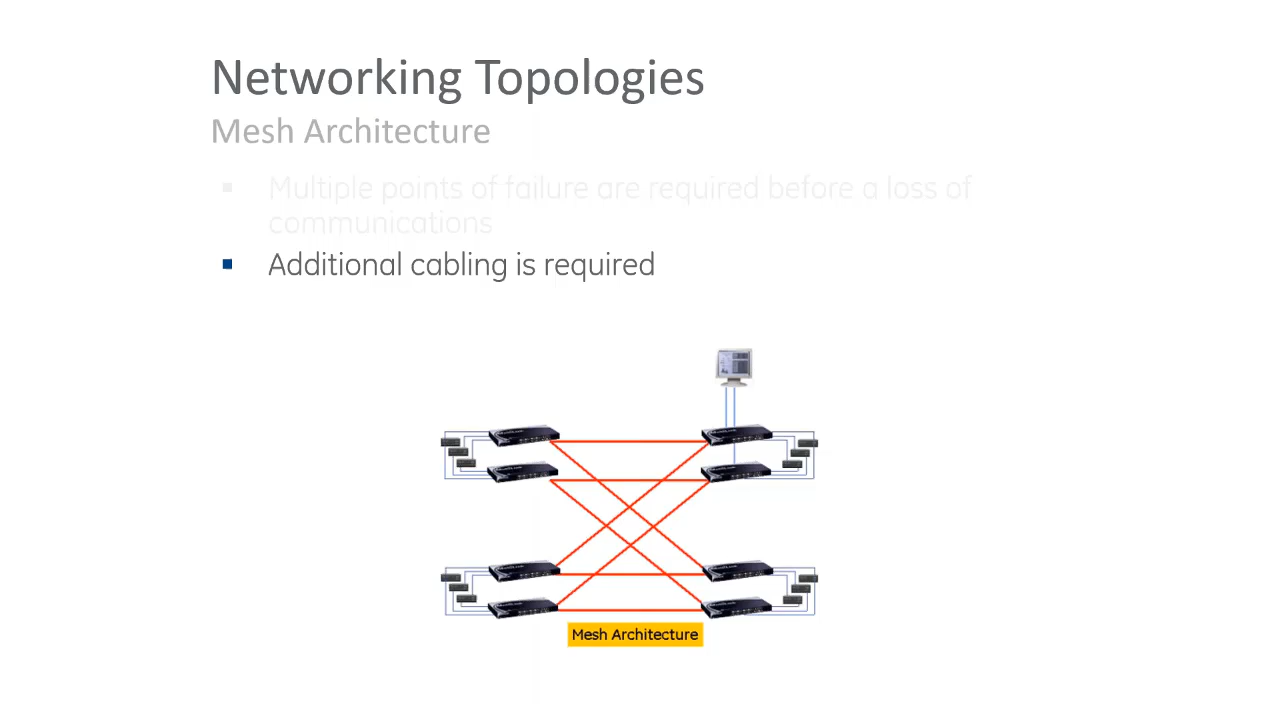 Networking Topologies
Mesh Architecture
Multiple points of failure are required before a loss of
communications
Additional cabling is required
Mesh Architecture